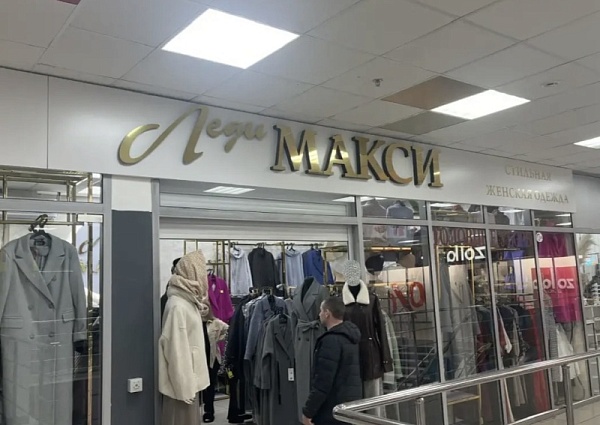 Леди МАКСИ
СТИЛЬНАЯ
ЖЕНСКАЯ ОДЕЖДА
zolla
zolla
%